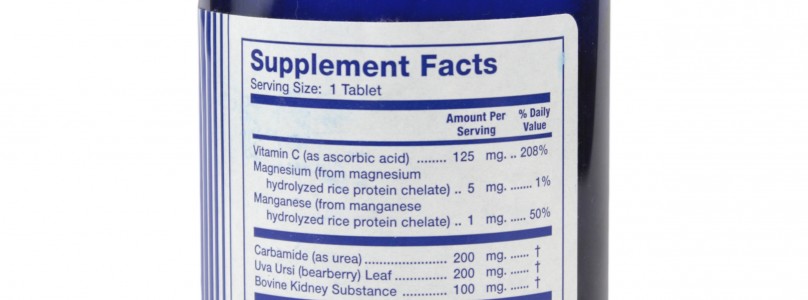 Supplement Facts
Serving Size: 1 Tablet
Amount Per Serving % Daily Value
Vitamin C (as ascorbic acid) ........ 125 mg. .. 208%
Magnesium (from magnesium
hydrolyzed rice protein chelate) .. 5 mg. ....... 1%
Manganese (from manganese
hydrolyzed rice protein chelate) .. 1 mg. ..... 50%
Carbamide (as urea) .................. 200 mg. ...... †
Uva Ursi (bearberry) Leaf ........... 200 mg. ...... †
Bovine Kidney Substance .......... 100 mg. ...... †